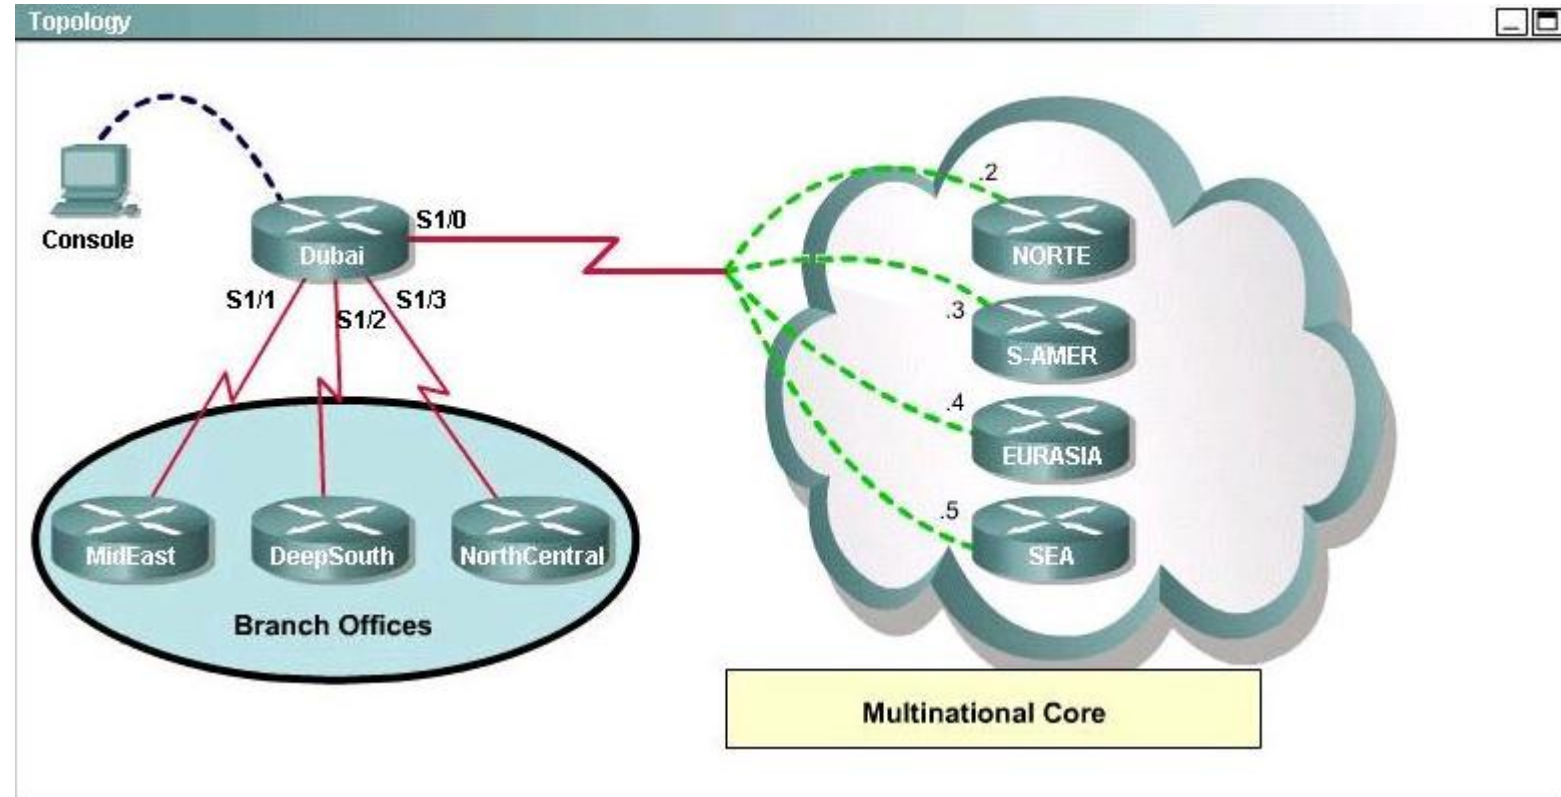 Topology
Console
Dubai
S1/0
S1/1
S1/2
S1/3
MidEast
DeepSouth
NorthCentral
Branch Offices
.2
NORTE
.3
S-AMER
.4
EURASIA
.5
SEA
Multinational Core